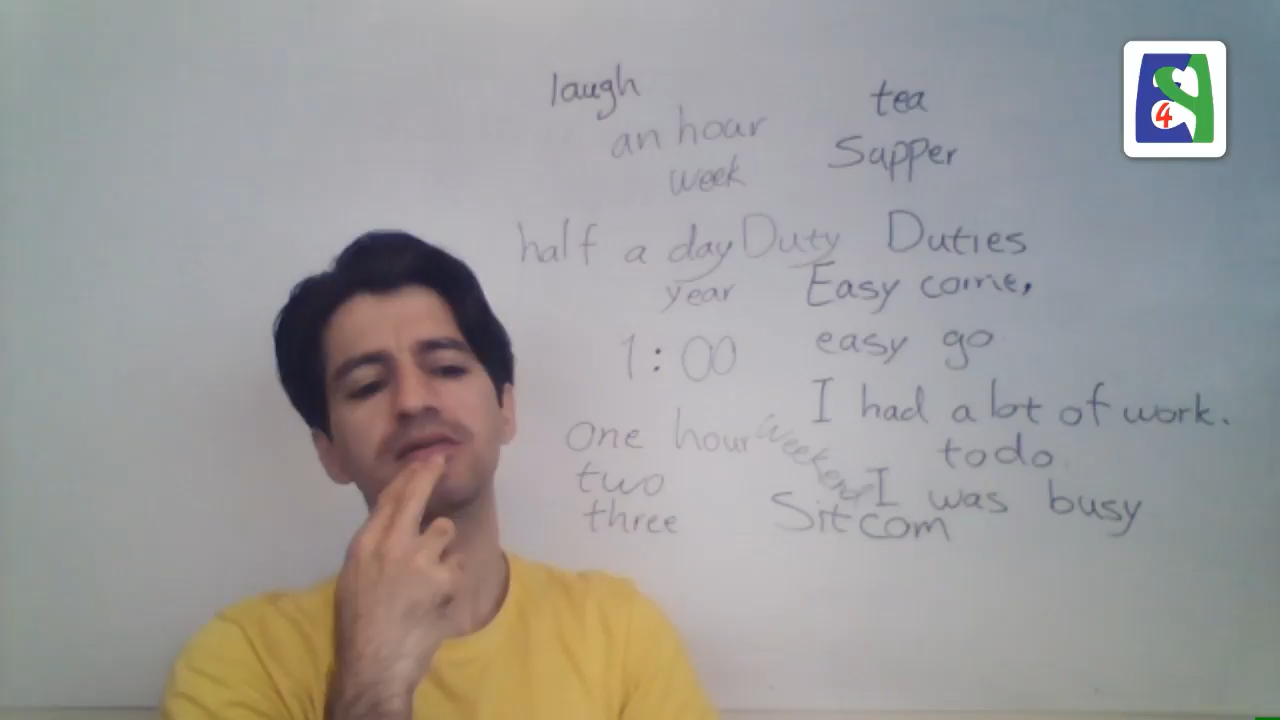 laugh
an hour
week
half a day
year
1:00
one hour
two
three
tea
Supper
Duty Duties
Easy come,
easy go
I had a lot of work.
to do
weekend
I was busy
Sitcom
4